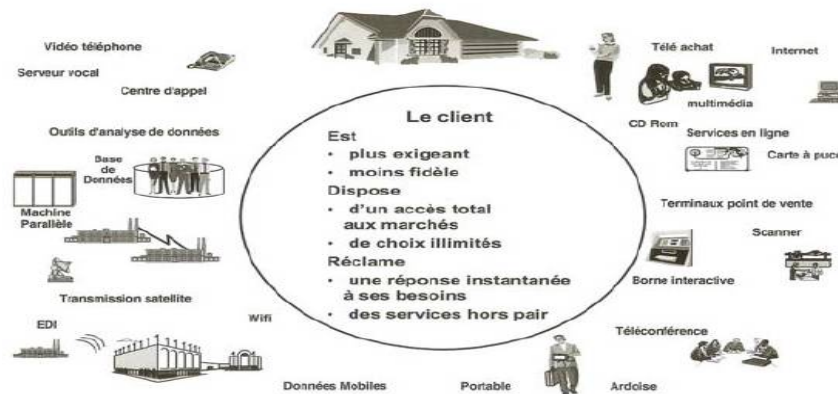 Vidéo téléphone
Serveur vocal
Centre d'appel
Outils d'analyse de données
Base
de
Données
Machine
Parallèle
Transmission satellite
EDI
Wifi
Le client
Est
• plus exigeant
• moins fidèle
Dispose
• d'un accès total
aux marchés
• de choix illimités
Réclame
• une réponse instantanée
à ses besoins
• des services hors pair
Télé achat
Internet
multimédia
CD Rom
Services en ligne
Carte à puce
Terminaux point de vente
Scanner
Borne interactive
Téléconférence
Données Mobiles
Portable
Ardoise